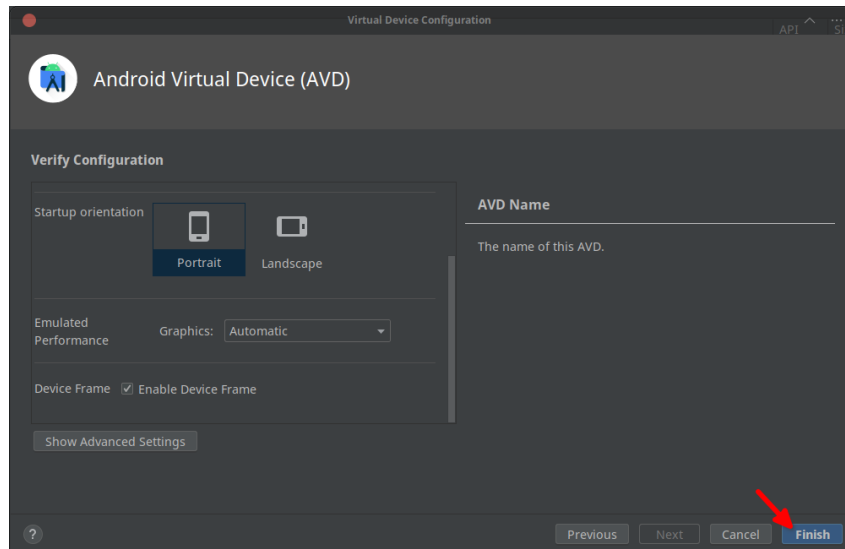 Virtual Device Configuration
API
Android Virtual Device (AVD)
Verify Configuration
Startup orientation
Portrait
Landscape
Emulated
Performance
Graphics:
Automatic
Device Frame
Enable Device Frame
Show Advanced Settings
AVD Name
The name of this AVD.
?
Previous
Next
Cancel
Finish